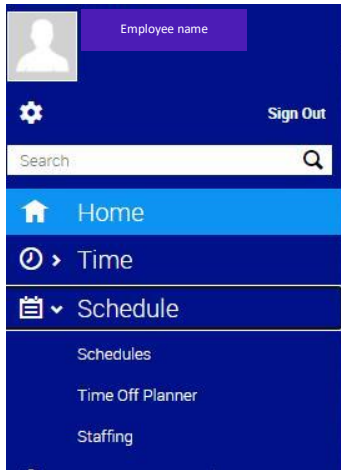 Employee name
Sign Out
Search
Home
Time
Schedule
Schedules
Time Off Planner
Staffing